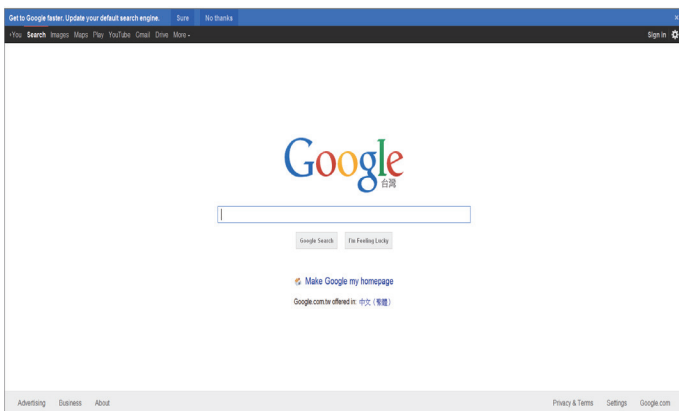 Get to Google faster. Update your default search engine. Sure No thanks x
+You Search Images Maps Play YouTube Gmail Drive More Sign in
Google
台灣
Google Search I'm Feeling Lucky
Make Google my homepage
Google.com.tw offered in: 中文 (繁體)
Advertising Business About Privacy & Terms Settings Google.com